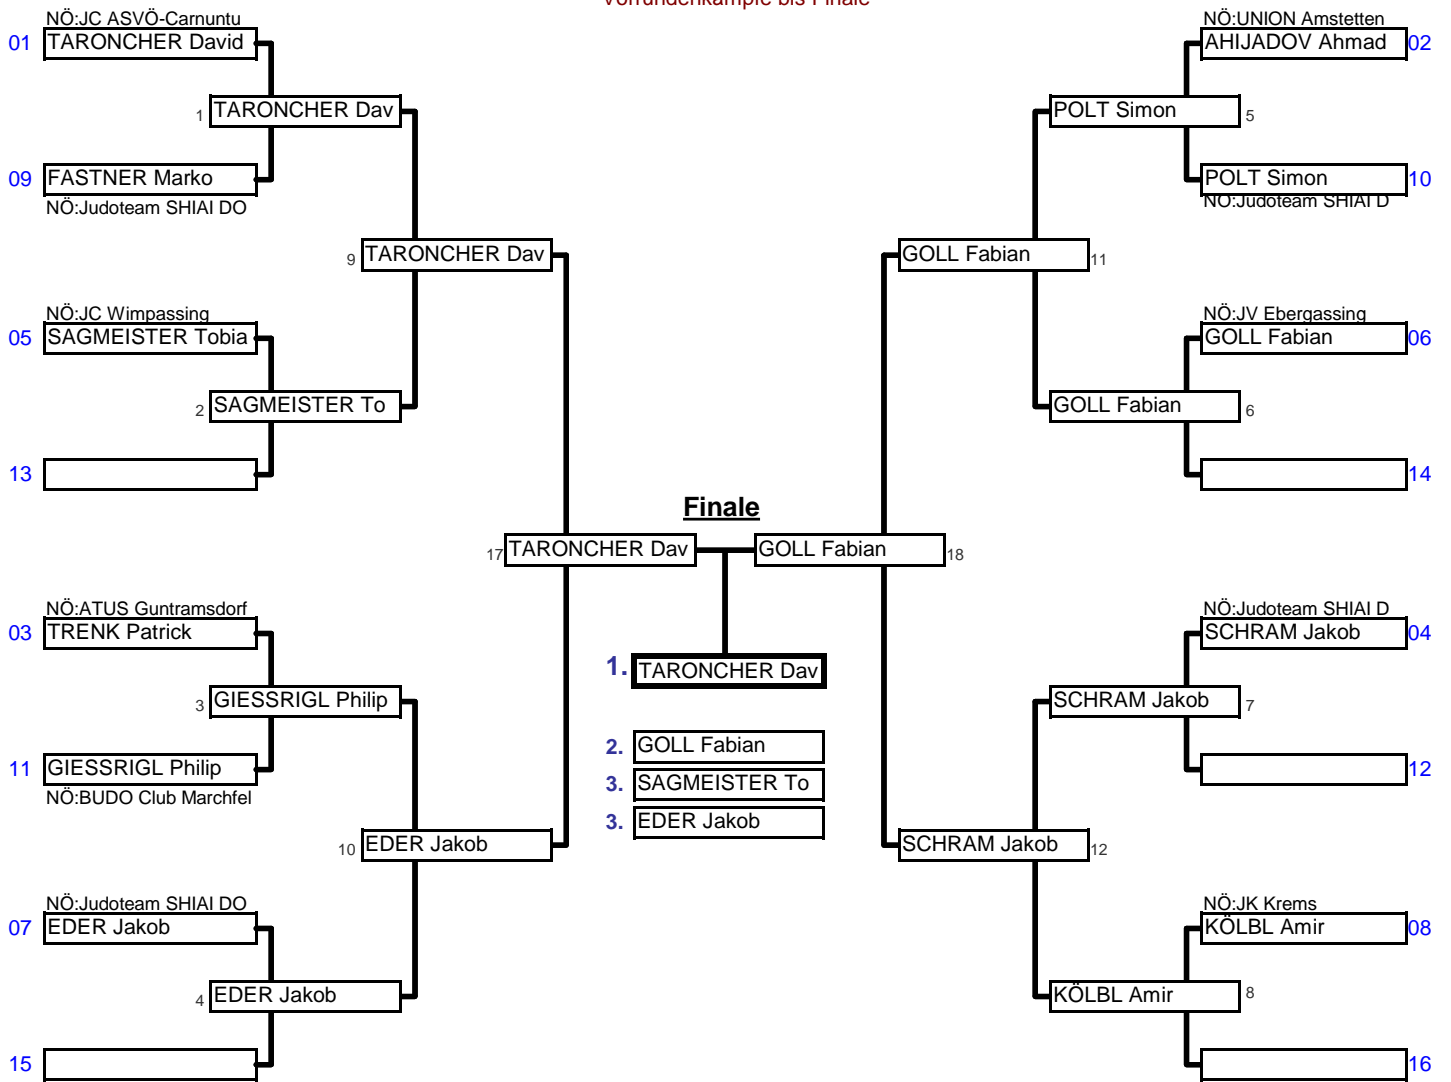 Vorrundenkämpfe bis Finale
NÖ:JC ASVÖ-Carnuntu
01 TARONCHER David
1 TARONCHER Dav
09 FASTNER Marko
NÖ:Judoteam SHIAI DO
9 TARONCHER Dav
NÖ:JC Wimpassing
05 SAGMEISTER Tobia
2 SAGMEISTER To
13
17 TARONCHER Dav
NÖ:ATUS Guntramsdorf
03 TRENK Patrick
3 GIESSRIGL Philip
11 GIESSRIGL Philip
NÖ:BUDO Club Marchfel
10 EDER Jakob
NÖ:Judoteam SHIAI DO
07 EDER Jakob
4 EDER Jakob
15
Finale
1. TARONCHER Dav
2. GOLL Fabian
3. SAGMEISTER To
3. EDER Jakob
NÖ:UNION Amstetten
AHIJADOV Ahmad 02
POLT Simon 5
POLT Simon 10
NÖ:Judoteam SHIAI D
GOLL Fabian 11
NÖ:JV Ebergassing
GOLL Fabian 06
GOLL Fabian 6
14
GOLL Fabian 18
NÖ:Judoteam SHIAI D
SCHRAM Jakob 04
SCHRAM Jakob 7
12
SCHRAM Jakob 12
NÖ:JK Krems
KÖLBL Amir 08
KÖLBL Amir 8
16